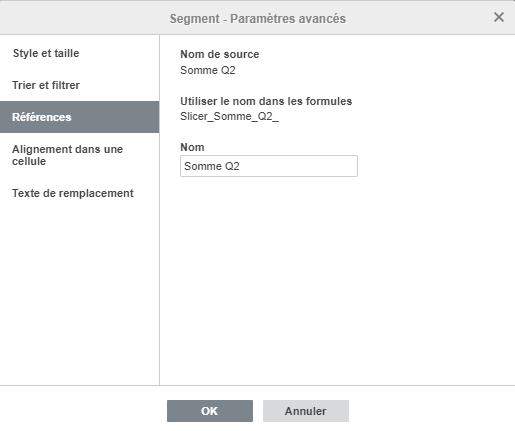 Segment - Paramètres avancés
Style et taille
Trier et filtrer
Références
Alignement dans une
cellule
Texte de remplacement
Nom de source
Somme Q2
Utiliser le nom dans les formules
Slicer_Somme_Q2_
Nom
Somme Q2
OK
Annuler